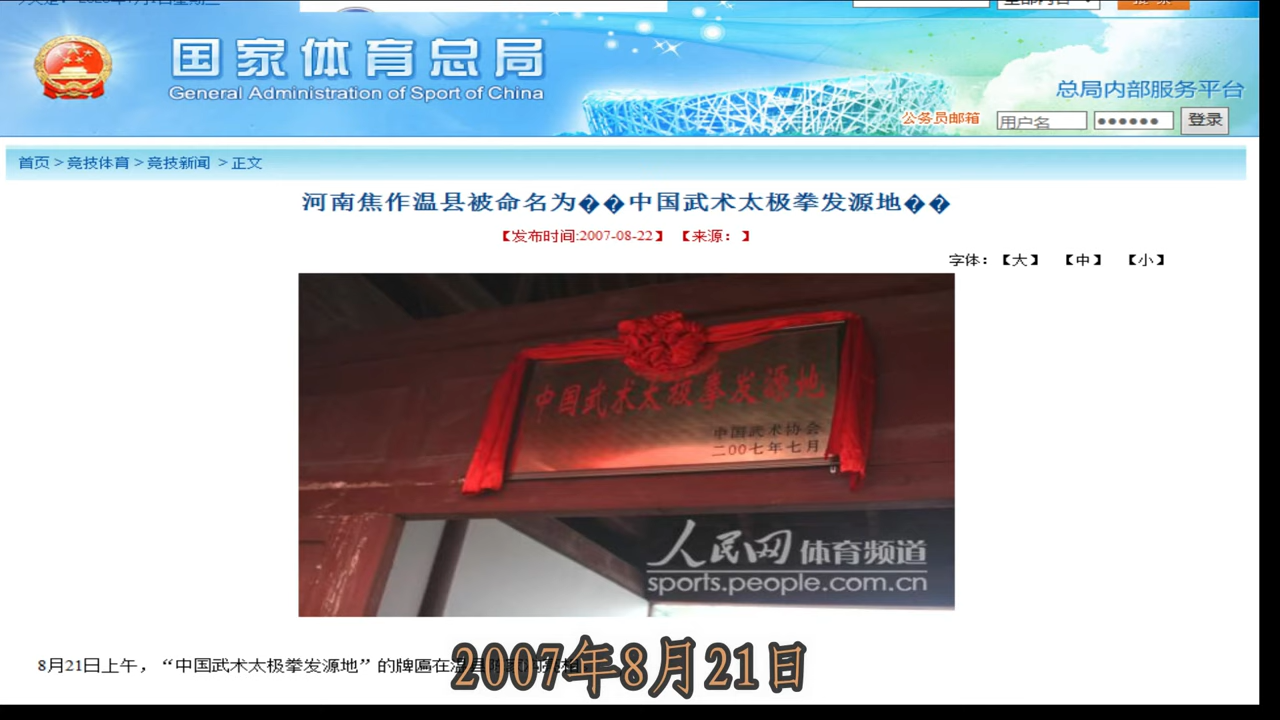 国家体育总局
General Administration of Sport of China
总局内部服务平台
公务员邮箱 用户名 ●●●●●● 登录
首页 > 竞技体育 > 竞技新闻 > 正文
河南焦作温县被命名为��中国武术太极拳发源地��
【发布时间:2007-08-22】 【来源： 】
字体：【大】 【中】 【小】
中国武术太极拳发源地
中国武术协会
二00七年七月
人民网 体育频道
sports.people.com.cn
8月21日上午，“中国武术太极拳发源地”的牌匾在温县
2007年8月21日